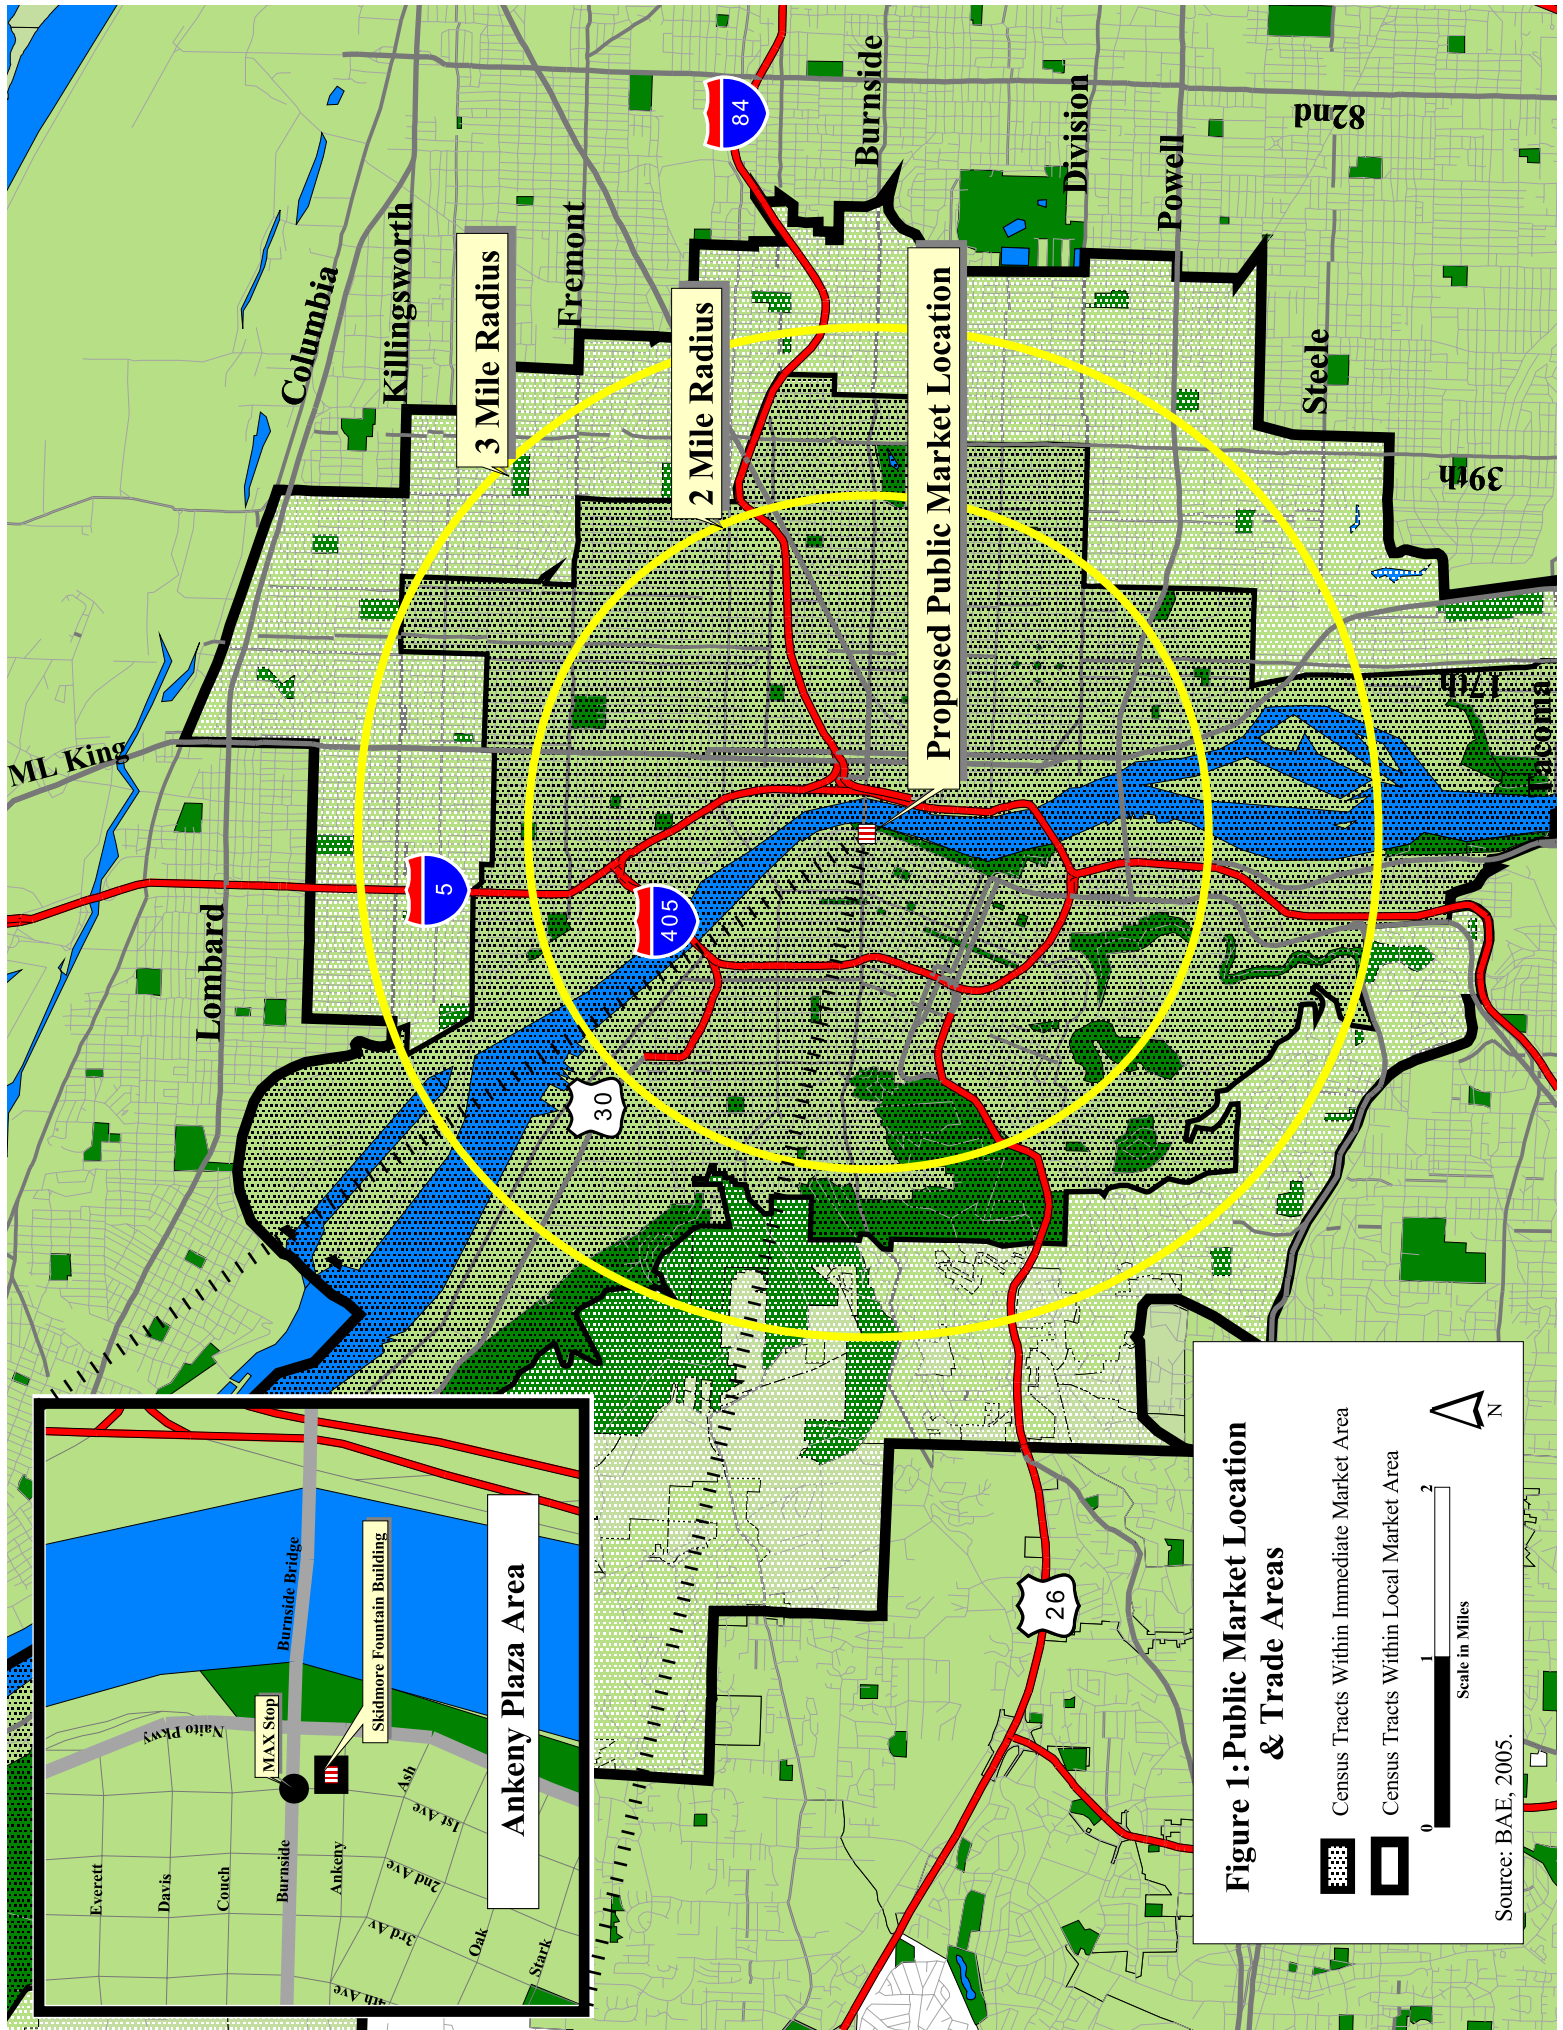 Columbia
Killingsworth
3 Mile Radius
Fremont
2 Mile Radius
84
Burnside
Proposed Public Market Location
Division
Powell
82nd
Steele
39th
17th
Tacoma
ML King
Lombard
5
405
30
26
Everett
Davis
Couch
Burnside
Ankeny
Ash
1st Ave
2nd Ave
3rd Av
4th Ave
Oak
Stark
Naito Pkwy
MAX Stop
Burnside Bridge
Skidmore Fountain Building
Ankeny Plaza Area
Figure 1:Public Market Location
& Trade Areas
Census Tracts Within Immediate Market Area
Census Tracts Within Local Market Area
0 1 2
Scale in Miles
N
Source: BAE, 2005.